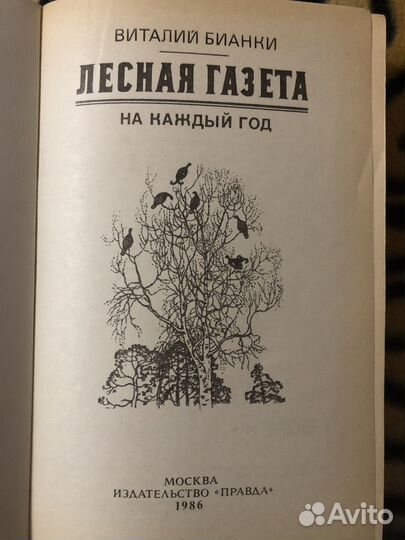 ВИТАЛИЙ БИАНКИ
ЛЕСНАЯ ГАЗЕТА
НА КАЖДЫЙ ГОД
МОСКВА
ИЗДАТЕЛЬСТВО «ПРАВДА»
1986
Avito